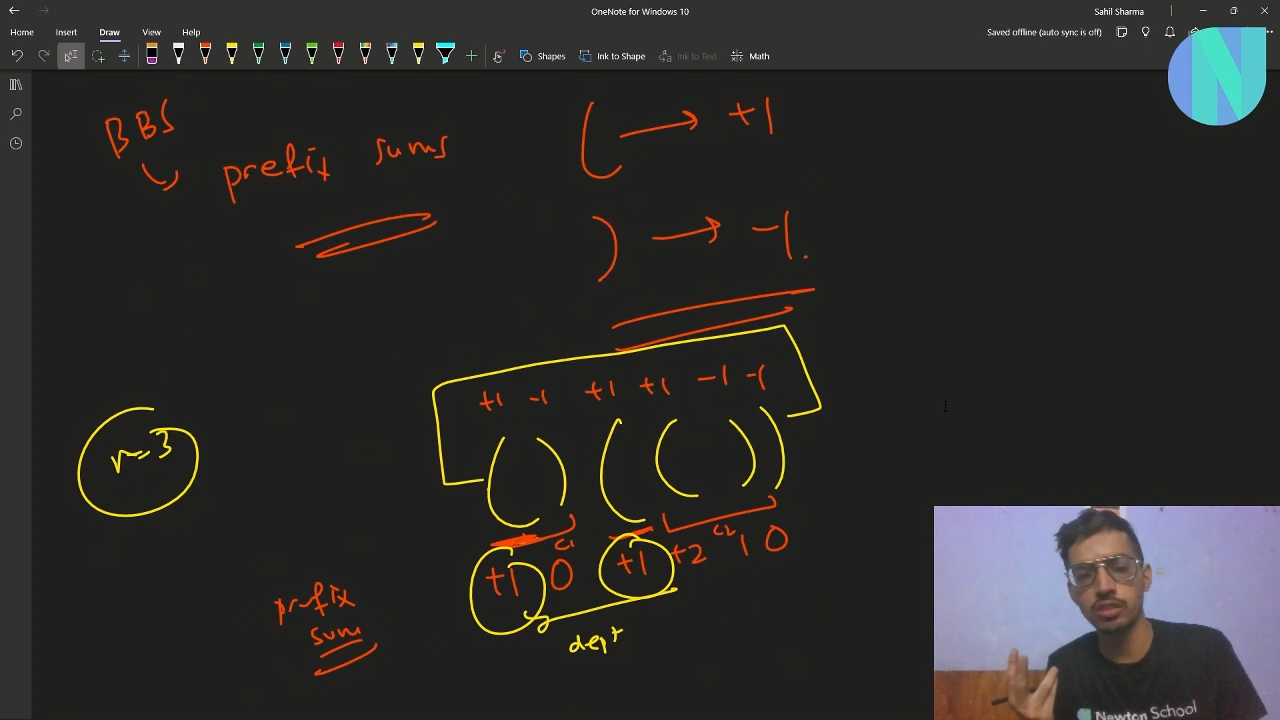 OneNote for Windows 10
Sahil Sharma
Home Insert Draw View Help
Saved offline (auto sync is off)
Shapes Ink to Shape Ink to Text Math
BBS
prefix sums
( → +1
) → -1.
+1 -1 +1 +1 -1 -1
( ) ( ( ) )
n=3
c1 c2
+1 0 +1 +2 1 0
prefix
sum
dept
N
Newton School